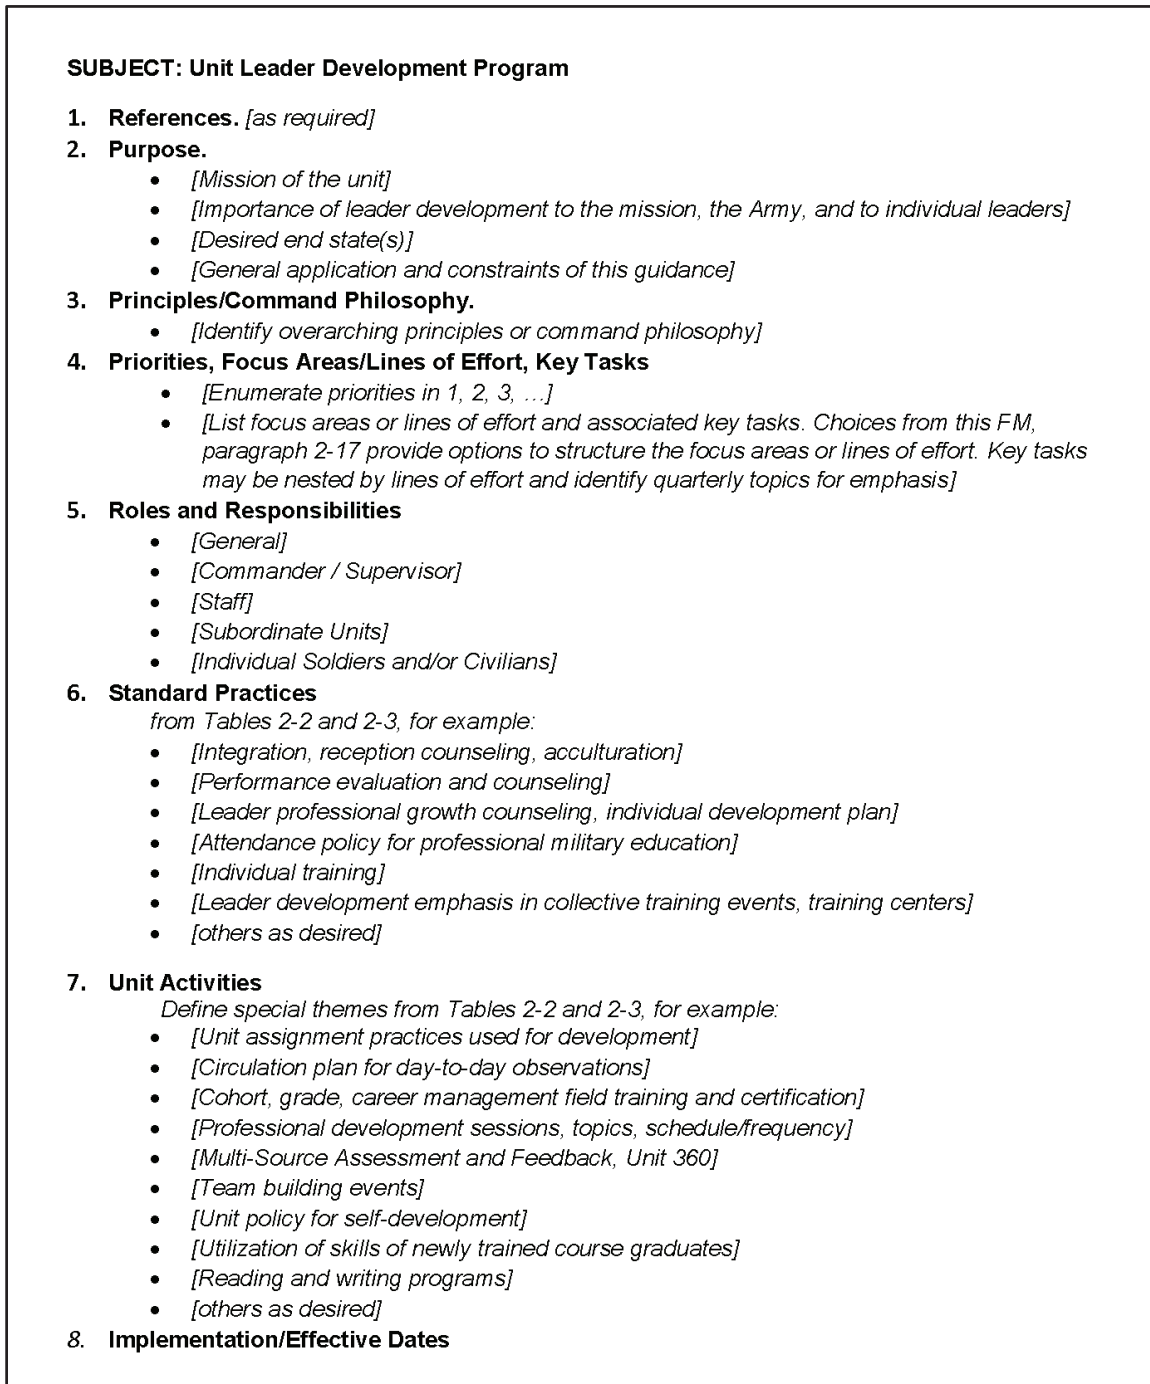 SUBJECT: Unit Leader Development Program
1. References. [as required]
2. Purpose.
• [Mission of the unit]
• [Importance of leader development to the mission, the Army, and to individual leaders]
• [Desired end state(s)]
• [General application and constraints of this guidance]
3. Principles/Command Philosophy.
• [Identify overarching principles or command philosophy]
4. Priorities, Focus Areas/Lines of Effort, Key Tasks
• [Enumerate priorities in 1, 2, 3, …]
• [List focus areas or lines of effort and associated key tasks. Choices from this FM,
paragraph 2-17 provide options to structure the focus areas or lines of effort. Key tasks
may be nested by lines of effort and identify quarterly topics for emphasis]
5. Roles and Responsibilities
• [General]
• [Commander / Supervisor]
• [Staff]
• [Subordinate Units]
• [Individual Soldiers and/or Civilians]
6. Standard Practices
from Tables 2-2 and 2-3, for example:
• [Integration, reception counseling, acculturation]
• [Performance evaluation and counseling]
• [Leader professional growth counseling, individual development plan]
• [Attendance policy for professional military education]
• [Individual training]
• [Leader development emphasis in collective training events, training centers]
• [others as desired]
7. Unit Activities
Define special themes from Tables 2-2 and 2-3, for example:
• [Unit assignment practices used for development]
• [Circulation plan for day-to-day observations]
• [Cohort, grade, career management field training and certification]
• [Professional development sessions, topics, schedule/frequency]
• [Multi-Source Assessment and Feedback, Unit 360]
• [Team building events]
• [Unit policy for self-development]
• [Utilization of skills of newly trained course graduates]
• [Reading and writing programs]
• [others as desired]
8. Implementation/Effective Dates